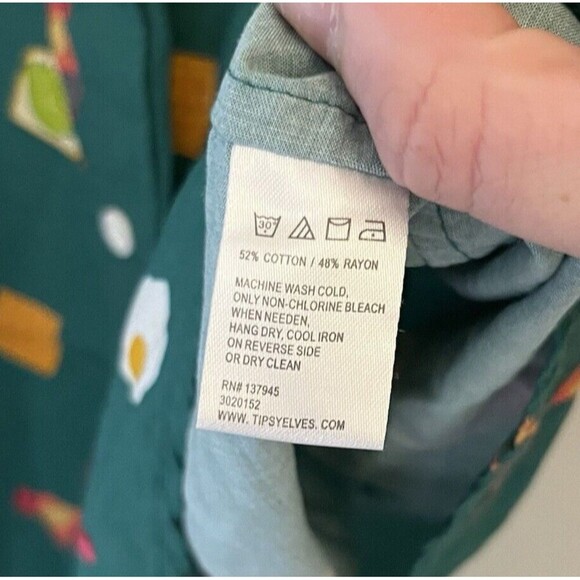 30°
52% COTTON / 48% RAYON
MACHINE WASH COLD,
ONLY NON-CHLORINE BLEACH
WHEN NEEDEN,
HANG DRY, COOL IRON
ON REVERSE SIDE
OR DRY CLEAN
RN# 137945
3020152
WWW. TIPSYELVES. COM